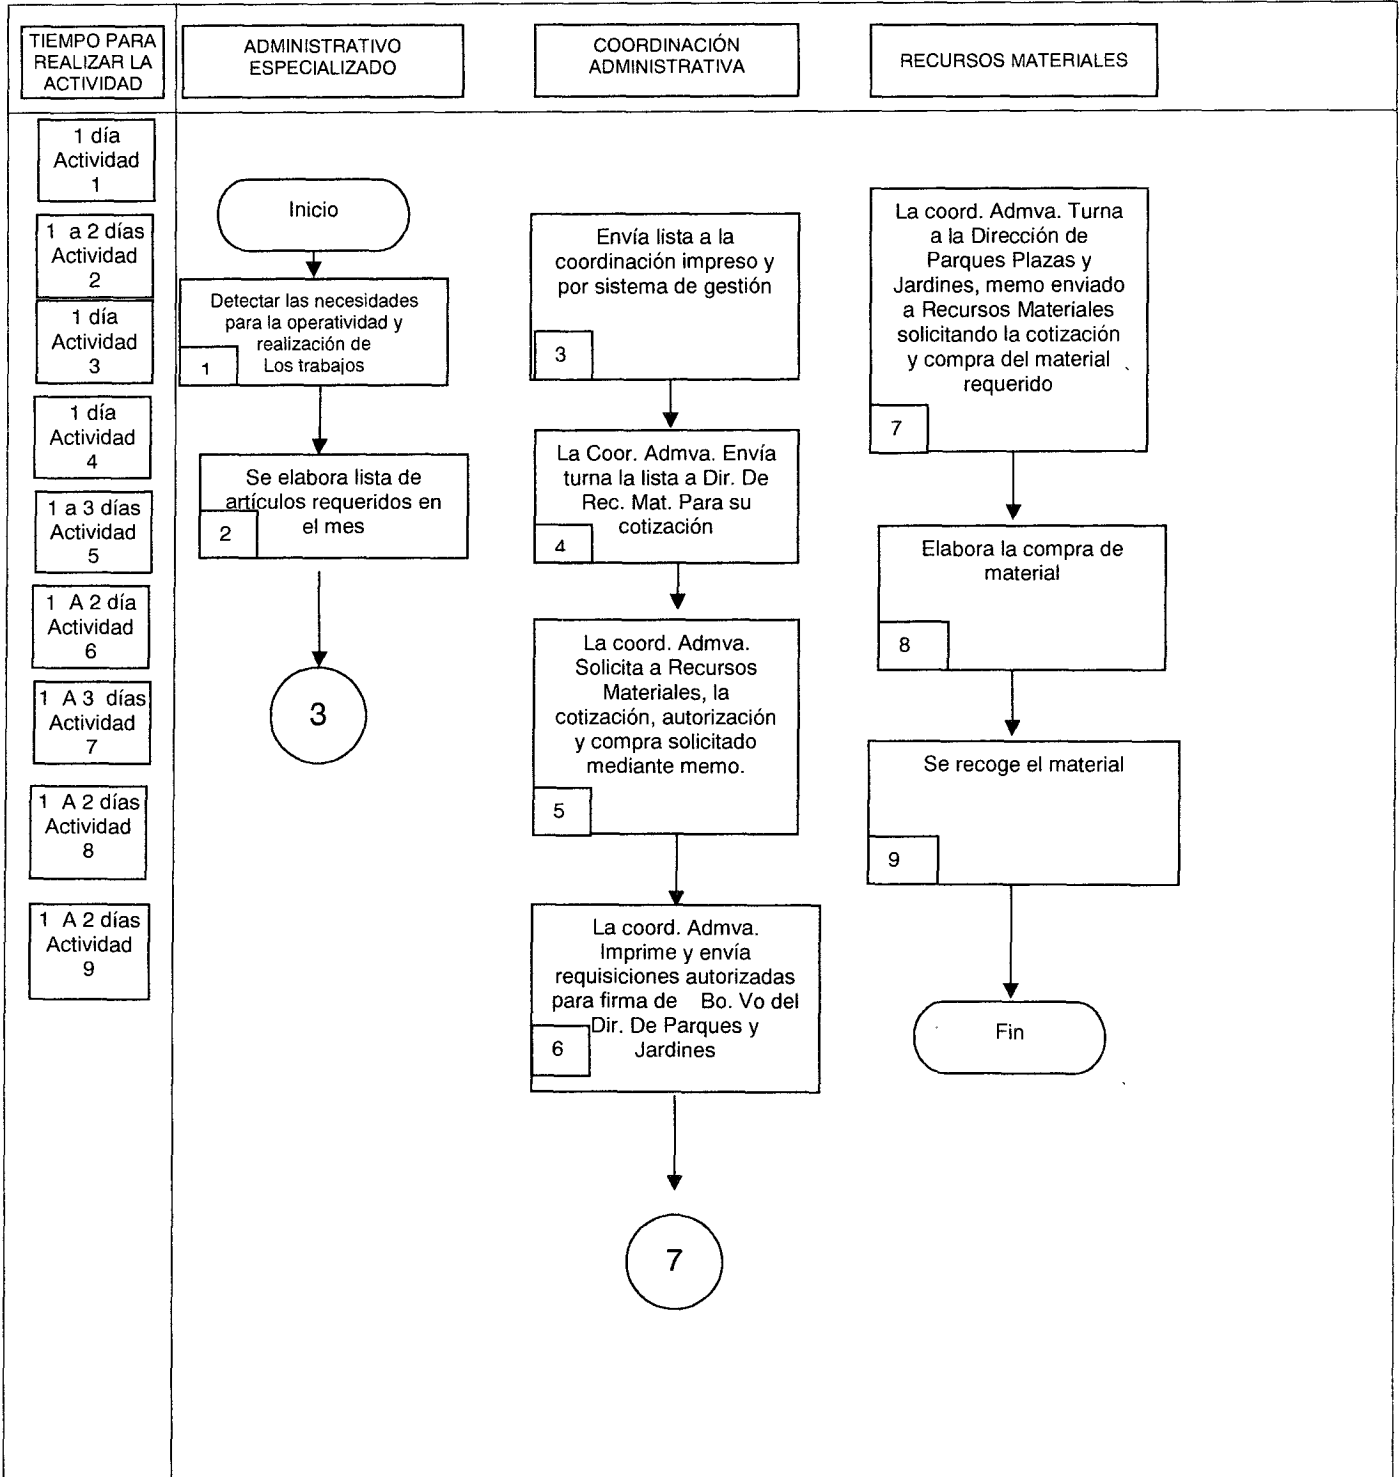 TIEMPO PARA
REALIZAR LA
ACTIVIDAD
ADMINISTRATIVO
ESPECIALIZADO
COORDINACIÓN
ADMINISTRATIVA
RECURSOS MATERIALES
1 día
Actividad
1
1 a 2 días
Actividad
2
1 día
Actividad
3
1 día
Actividad
4
1 a 3 días
Actividad
5
1 A 2 día
Actividad
6
1 A 3 días
Actividad
7
1 A 2 días
Actividad
8
1 A 2 días
Actividad
9
Inicio
Detectar las necesidades
para la operatividad y
realización de
Los trabajos
1
Se elabora lista de
artículos requeridos en
el mes
2
3
Envía lista a la
coordinación impreso y
por sistema de gestión
3
La Coor. Admva. Envía
turna la lista a Dir. De
Rec. Mat. Para su
cotización
4
La coord. Admva.
Solicita a Recursos
Materiales, la
cotización, autorización
y compra solicitado
mediante memo.
5
La coord. Admva.
Imprime y envía
requisiciones autorizadas
para firma de Bo. Vo del
Dir. De Parques y
Jardines
6
7
La coord. Admva. Turna
a la Dirección de
Parques Plazas y
Jardines, memo enviado
a Recursos Materiales
solicitando la cotización
y compra del material
requerido
7
Elabora la compra de
material
8
Se recoge el material
9
Fin